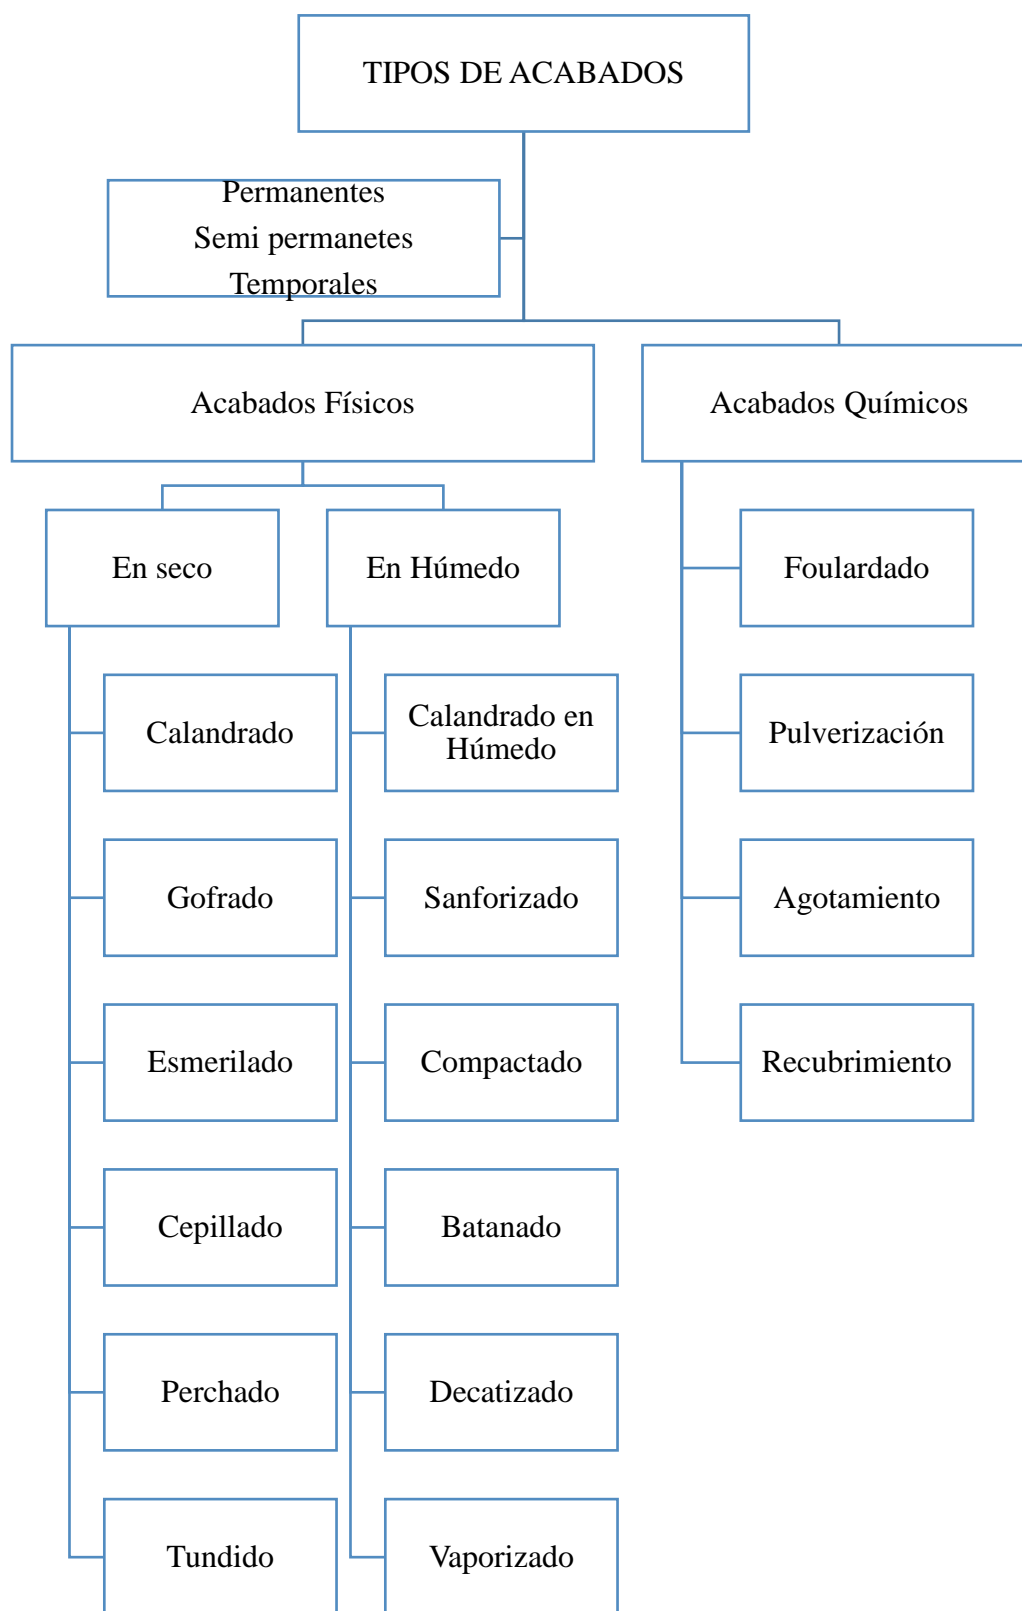 TIPOS DE ACABADOS
Permanentes
Semi permanetes
Temporales
Acabados Físicos
Acabados Químicos
En seco
En Húmedo
Foulardado
Calandrado
Calandrado en
Húmedo
Pulverización
Gofrado
Sanforizado
Agotamiento
Esmerilado
Compactado
Recubrimiento
Cepillado
Batanado
Perchado
Decatizado
Tundido
Vaporizado